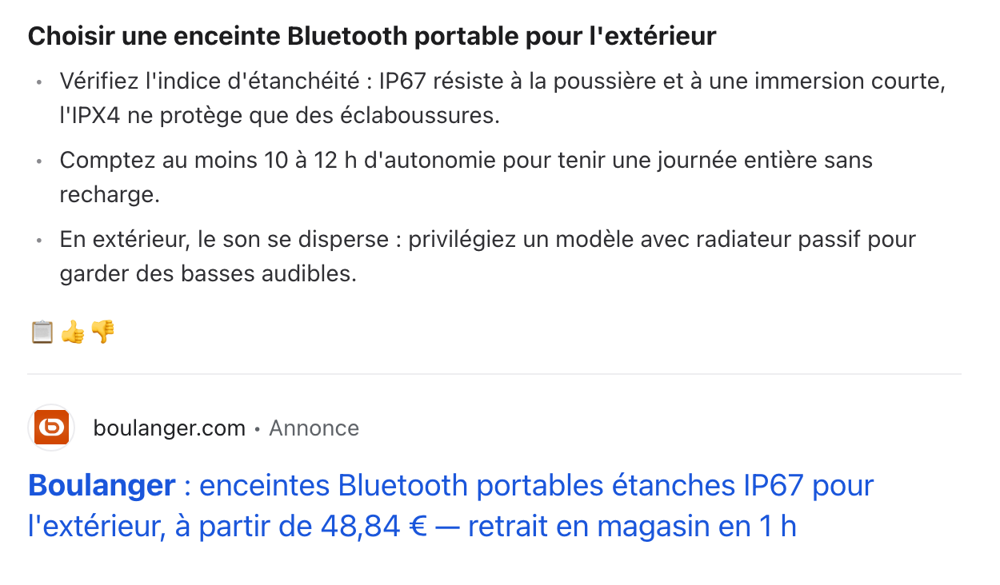 Choisir une enceinte Bluetooth portable pour l'extérieur
• Vérifiez l'indice d'étanchéité : IP67 résiste à la poussière et à une immersion courte,
l'IPX4 ne protège que des éclaboussures.
• Comptez au moins 10 à 12 h d'autonomie pour tenir une journée entière sans
recharge.
• En extérieur, le son se disperse : privilégiez un modèle avec radiateur passif pour
garder des basses audibles.
boulanger.com • Annonce
Boulanger : enceintes Bluetooth portables étanches IP67 pour
l'extérieur, à partir de 48,84 € — retrait en magasin en 1 h